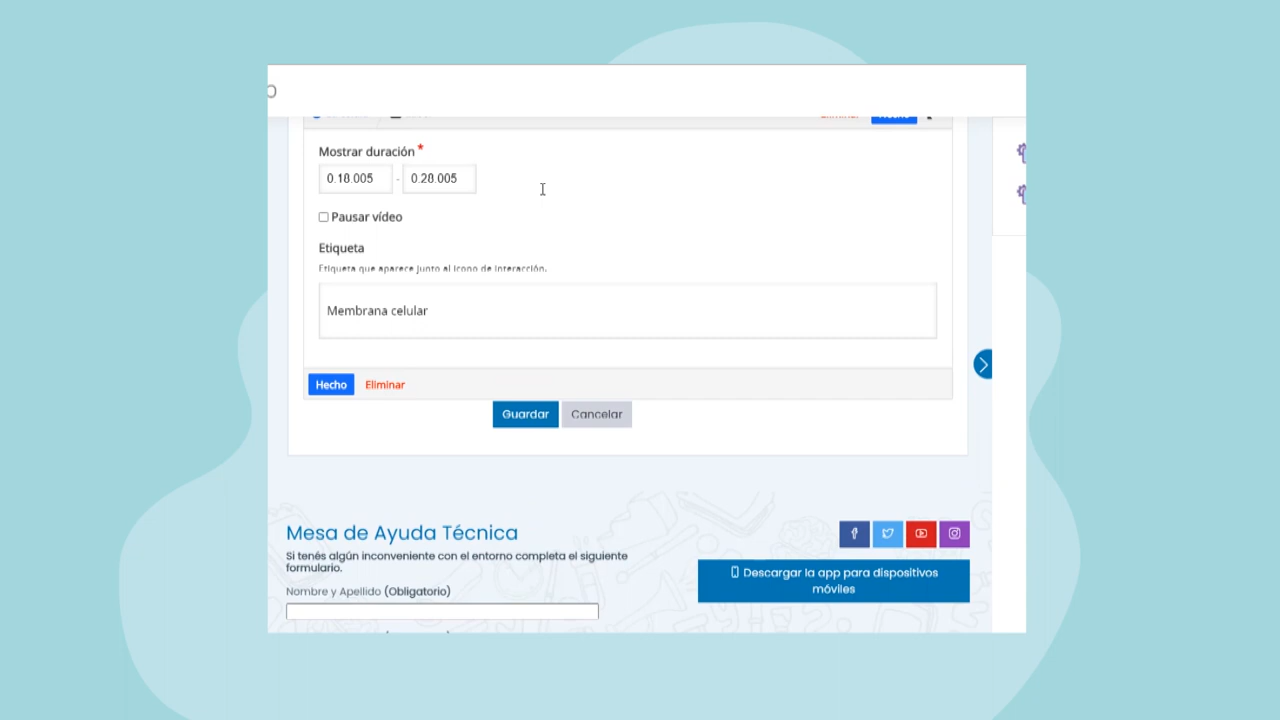 Mostrar duración *
0.18.005 - 0.28.005
Pausar vídeo
Etiqueta
Etiqueta que aparece junto al icono de interacción.
Membrana celular
Hecho Eliminar
Guardar Cancelar
Mesa de Ayuda Técnica
Si tenés algún inconveniente con el entorno completa el siguiente
formulario.
Descargar la app para dispositivos
móviles
Nombre y Apellido (Obligatorio)